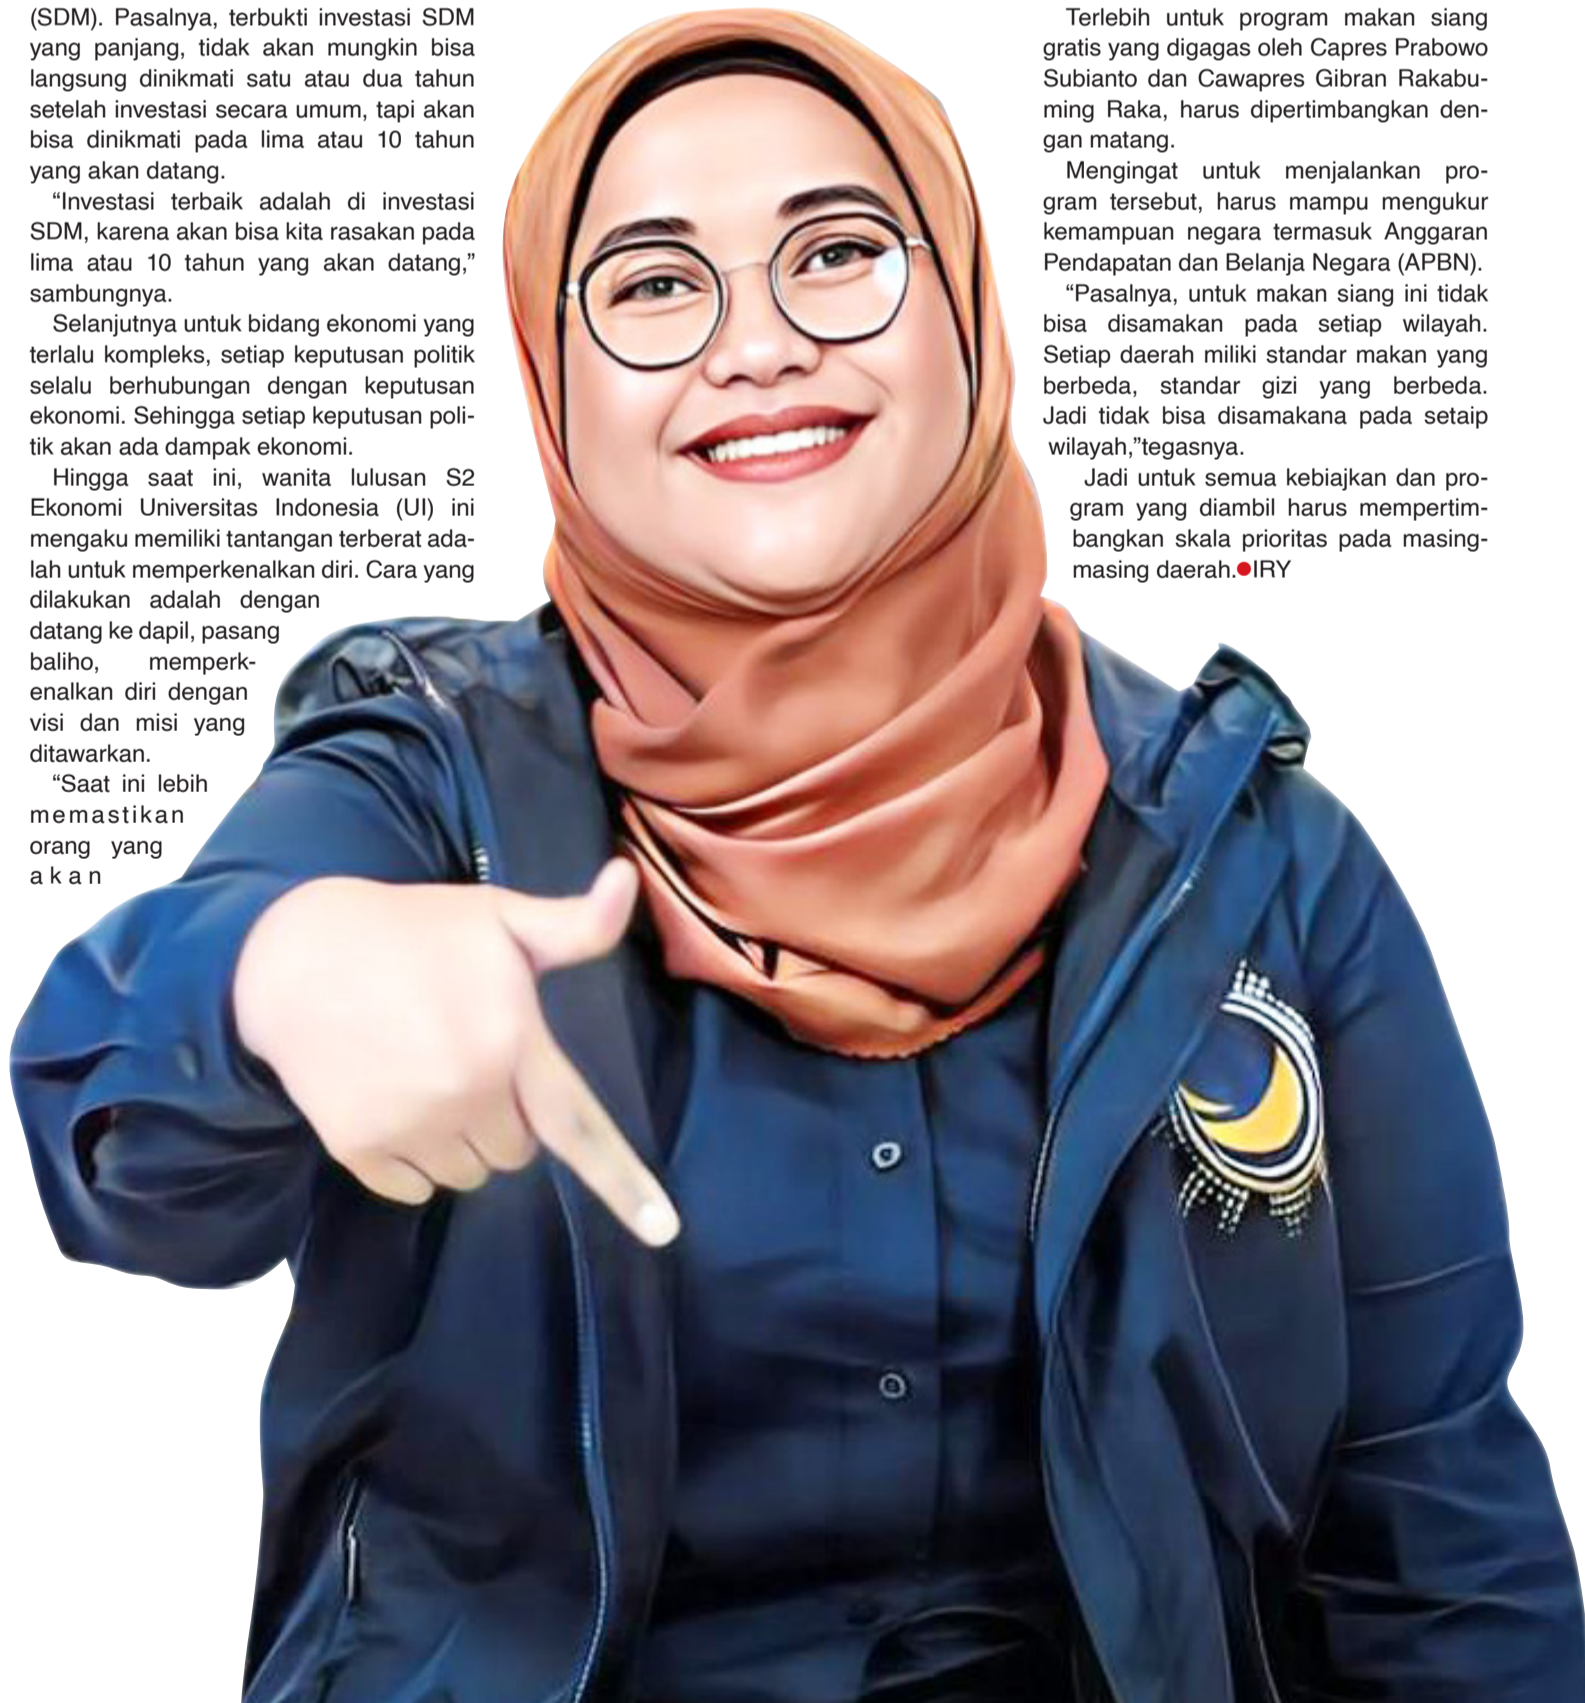 (SDM). Pasalnya, terbukti investasi SDM
yang panjang, tidak akan mungkin bisa
langsung dinikmati satu atau dua tahun
setelah investasi secara umum, tapi akan
bisa dinikmati pada lima atau 10 tahun
yang akan datang.
“Investasi terbaik adalah di investasi
SDM, karena akan bisa kita rasakan pada
lima atau 10 tahun yang akan datang,”
sambungnya.
Selanjutnya untuk bidang ekonomi yang
terlalu kompleks, setiap keputusan politik
selalu berhubungan dengan keputusan
ekonomi. Sehingga setiap keputusan poli-
tik akan ada dampak ekonomi.
Hingga saat ini, wanita lulusan S2
Ekonomi Universitas Indonesia (UI) ini
mengaku memiliki tantangan terberat ada-
lah untuk memperkenalkan diri. Cara yang
dilakukan adalah dengan
datang ke dapil, pasang
baliho, memperk-
enalkan diri dengan
visi dan misi yang
ditawarkan.
“Saat ini lebih
memastikan
orang yang
akan
Terlebih untuk program makan siang
gratis yang digagas oleh Capres Prabowo
Subianto dan Cawapres Gibran Rakabu-
ming Raka, harus dipertimbangkan den-
gan matang.
Mengingat untuk menjalankan pro-
gram tersebut, harus mampu mengukur
kemampuan negara termasuk Anggaran
Pendapatan dan Belanja Negara (APBN).
“Pasalnya, untuk makan siang ini tidak
bisa disamakan pada setiap wilayah.
Setiap daerah miliki standar makan yang
berbeda, standar gizi yang berbeda.
Jadi tidak bisa disamakana pada setaip
wilayah,”tegasnya.
Jadi untuk semua kebiajkan dan pro-
gram yang diambil harus mempertim-
bangkan skala prioritas pada masing-
masing daerah.●IRY